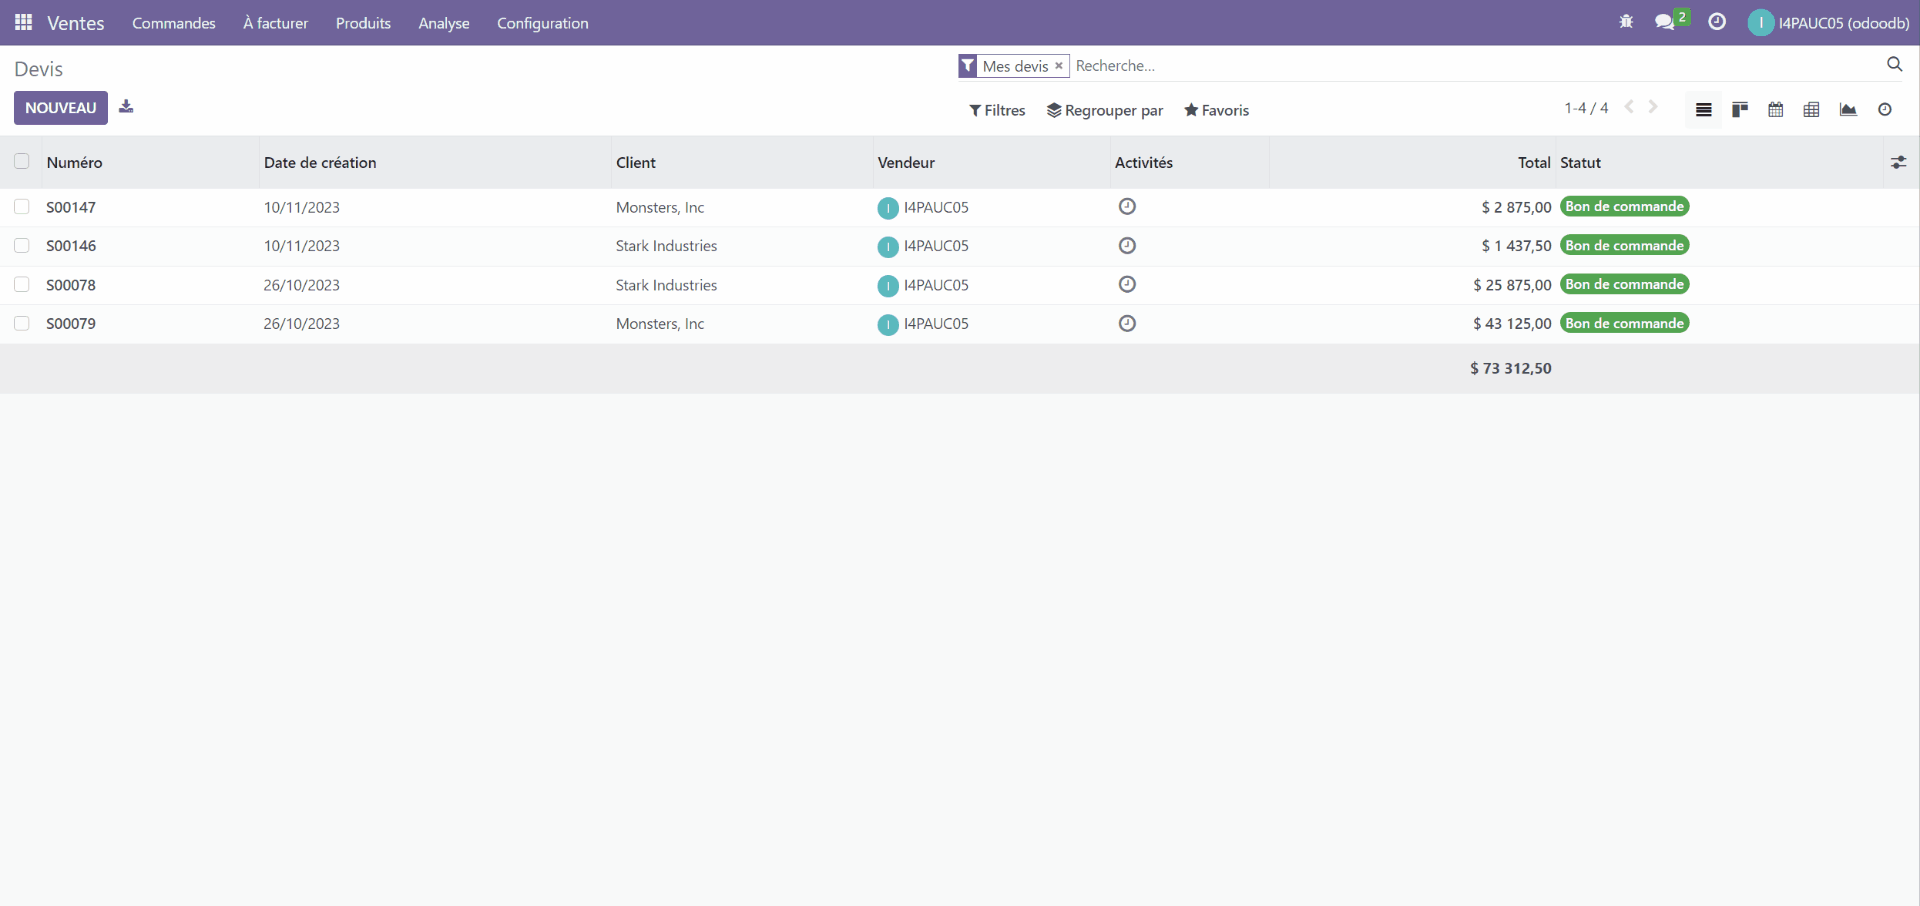 Ventes Commandes À facturer Produits Analyse Configuration 2 I I4PAUC05 (odoodb)
Devis Mes devis × Recherche...
NOUVEAU Filtres Regrouper par Favoris 1-4 / 4
Numéro Date de création Client Vendeur Activités Total Statut
S00147 10/11/2023 Monsters, Inc I I4PAUC05 $ 2 875,00 Bon de commande
S00146 10/11/2023 Stark Industries I I4PAUC05 $ 1 437,50 Bon de commande
S00078 26/10/2023 Stark Industries I I4PAUC05 $ 25 875,00 Bon de commande
S00079 26/10/2023 Monsters, Inc I I4PAUC05 $ 43 125,00 Bon de commande
$ 73 312,50